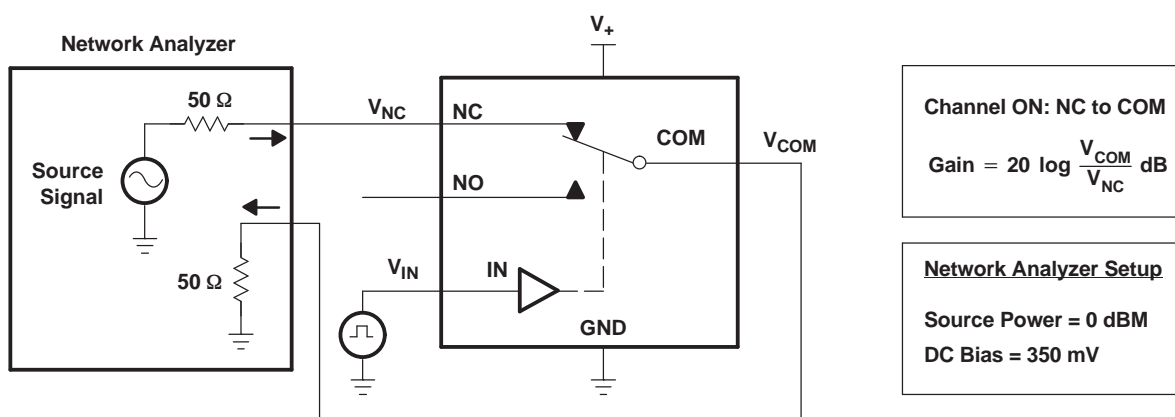 Network Analyzer
50 Ω
Source
Signal
50 Ω
V+
VNC
NC
COM
VCOM
NO
VIN
IN
GND
Channel ON: NC to COM
Gain = 20 log VCOM/VNC dB
Network Analyzer Setup
Source Power = 0 dBM
DC Bias = 350 mV